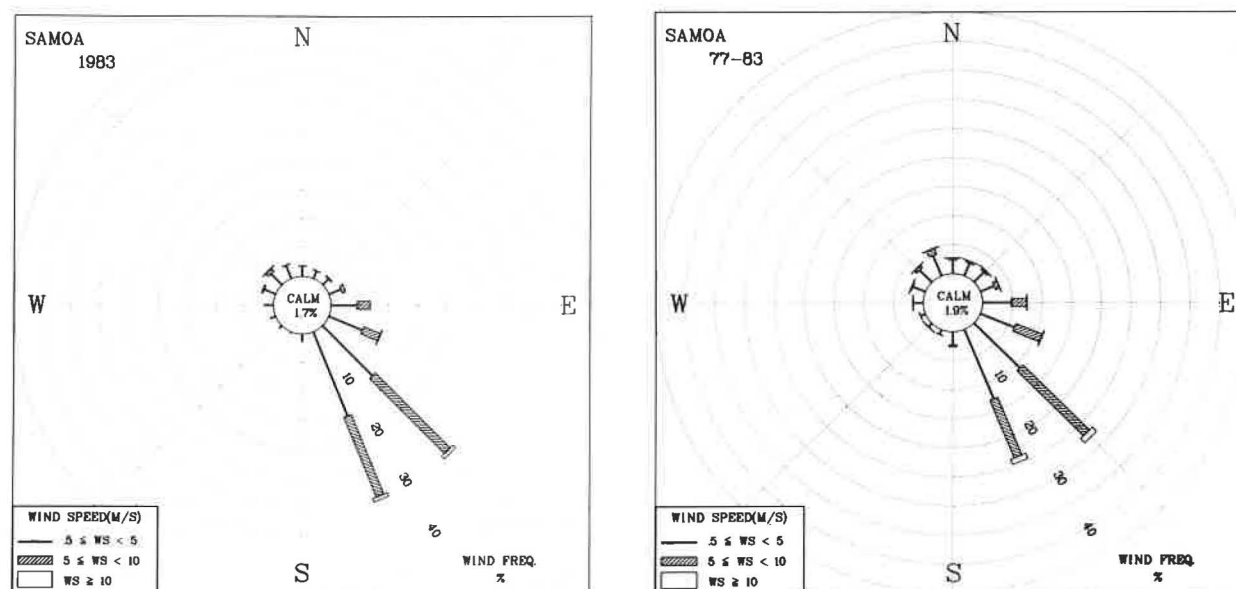 SAMOA
1983
N
W
E
S
CALM
1.7%
10
20
30
40
WIND SPEED(M/S)
.5 ≤ WS < 5
5 ≤ WS < 10
WS ≥ 10
WIND FREQ.
%
SAMOA
77-83
N
W
E
S
CALM
1.9%
10
20
30
40
WIND SPEED(M/S)
.5 ≤ WS < 5
5 ≤ WS < 10
WS ≥ 10
WIND FREQ.
%